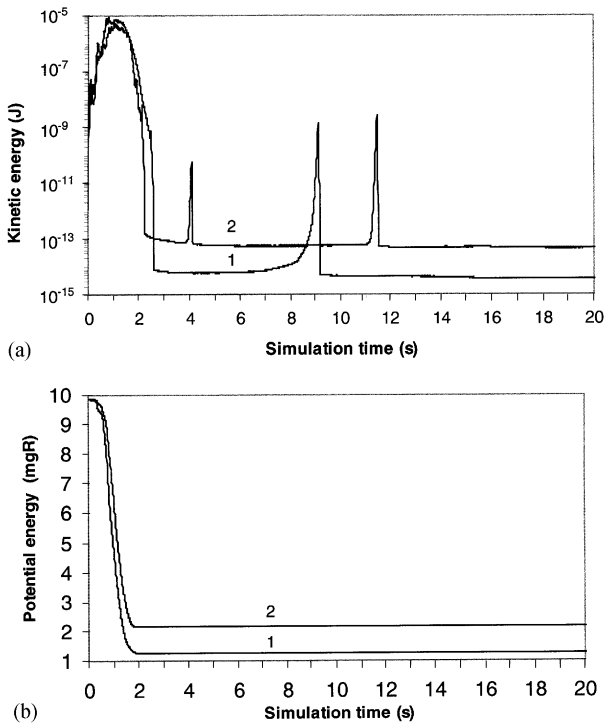 10-5
10-7
10-9
10-11
10-13
10-15
Kinetic energy (J)
2
1
0 2 4 6 8 10 12 14 16 18 20
(a)
Simulation time (s)
10
9
8
7
6
5
4
3
2
1
Potential energy (mgR)
2
1
0 2 4 6 8 10 12 14 16 18 20
(b)
Simulation time (s)